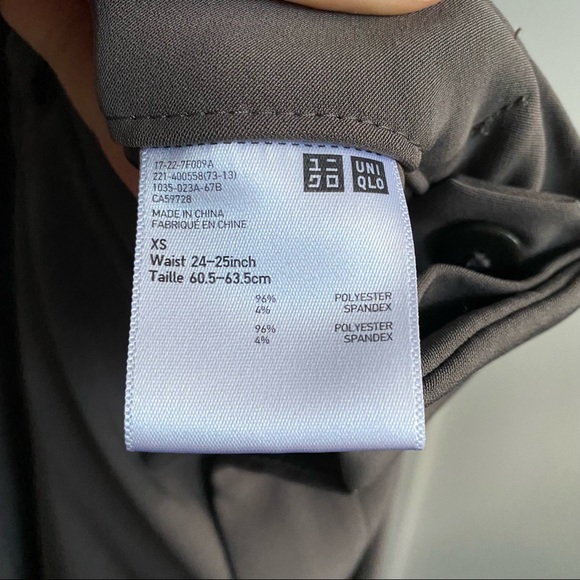 17-22-7F009A
221-400558(73-13)
1035-023A-67B
CA59728
ユニ
クロ
UNI
QLO
MADE IN CHINA
FABRIQUÉ EN CHINE
XS
Waist 24-25inch
Taille 60.5-63.5cm
96% POLYESTER
4% SPANDEX
96% POLYESTER
4% SPANDEX